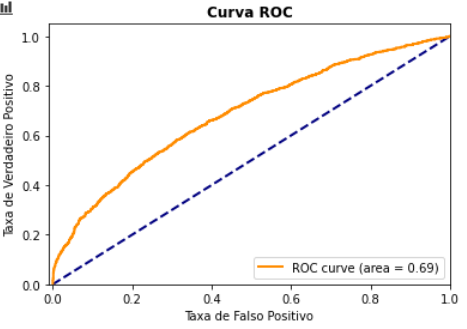 Curva ROC
Taxa de Verdadeiro Positivo
1.0
0.8
0.6
0.4
0.2
0.0
ROC curve (area = 0.69)
0.0 0.2 0.4 0.6 0.8 1.0
Taxa de Falso Positivo